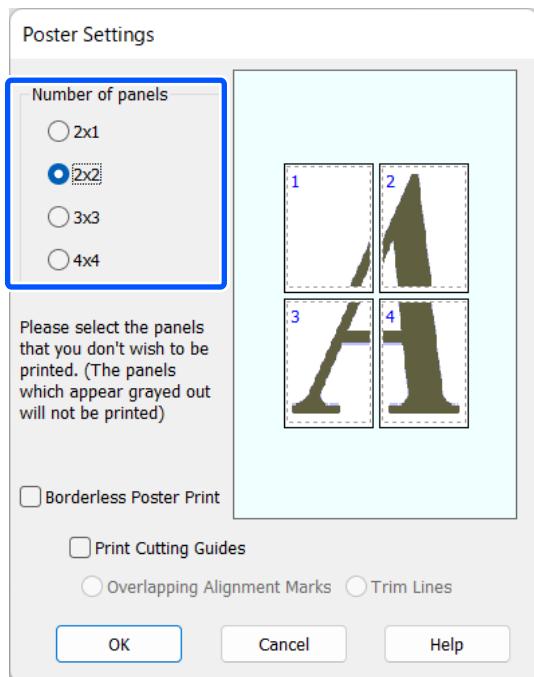 Poster Settings
Number of panels
2x1
2x2
3x3
4x4
1
2
3
4
Please select the panels
that you don't wish to be
printed. (The panels
which appear grayed out
will not be printed)
Borderless Poster Print
Print Cutting Guides
Overlapping Alignment Marks
Trim Lines
OK
Cancel
Help